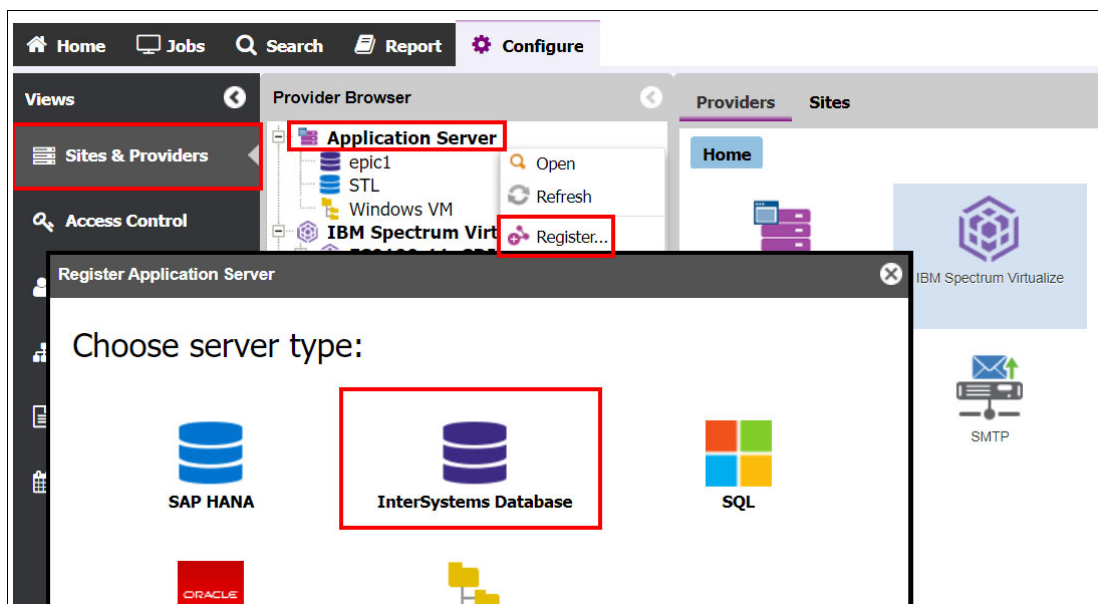 Home Jobs Search Report Configure
Views
Sites & Providers
Access Control
Provider Browser
Application Server
epic1
STL
Windows VM
IBM Spectrum Virt
Open
Refresh
Register...
Providers Sites
Home
IBM Spectrum Virtualize
SMTP
Register Application Server
Choose server type:
SAP HANA
InterSystems Database
SQL
ORACLE